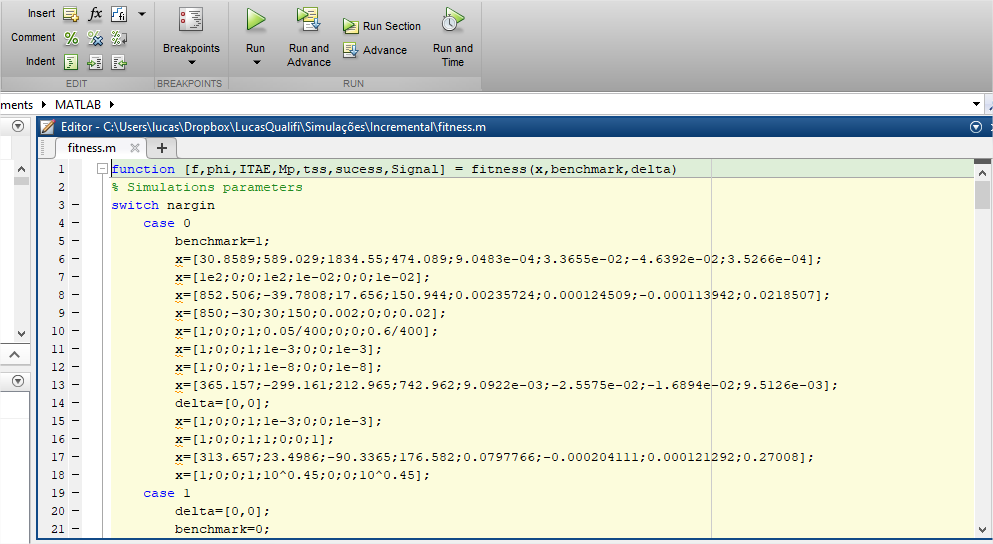 Insert fx
Comment % %
Indent
EDIT
Breakpoints
BREAKPOINTS
Run
Run and
Advance
Run Section
Advance
Run and
Time
RUN
ments MATLAB
Editor - C:\Users\lucas\Dropbox\LucasQualifi\Simulações\Incremental\fitness.m
fitness.m
1 function [f,phi,ITAE,Mp,tss,sucess,Signal] = fitness(x,benchmark,delta)
2 % Simulations parameters
3 switch nargin
4 case 0
5 benchmark=1;
6 x=[30.8589;589.029;1834.55;474.089;9.0483e-04;3.3655e-02;-4.6392e-02;3.5266e-04];
7 x=[1e2;0;0;1e2;1e-02;0;0;1e-02];
8 x=[852.506;-39.7808;17.656;150.944;0.00235724;0.000124509;-0.000113942;0.0218507];
9 x=[850;-30;30;150;0.002;0;0;0.02];
10 x=[1;0;0;1;0.05/400;0;0;0.6/400];
11 x=[1;0;0;1;1e-3;0;0;1e-3];
12 x=[1;0;0;1;1e-8;0;0;1e-8];
13 x=[365.157;-299.161;212.965;742.962;9.0922e-03;-2.5575e-02;-1.6894e-02;9.5126e-03];
14 delta=[0,0];
15 x=[1;0;0;1;1e-3;0;0;1e-3];
16 x=[1;0;0;1;1;0;0;1];
17 x=[313.657;23.4986;-90.3365;176.582;0.0797766;-0.000204111;0.000121292;0.27008];
18 x=[1;0;0;1;10^0.45;0;0;10^0.45];
19 case 1
20 delta=[0,0];
21 benchmark=0;